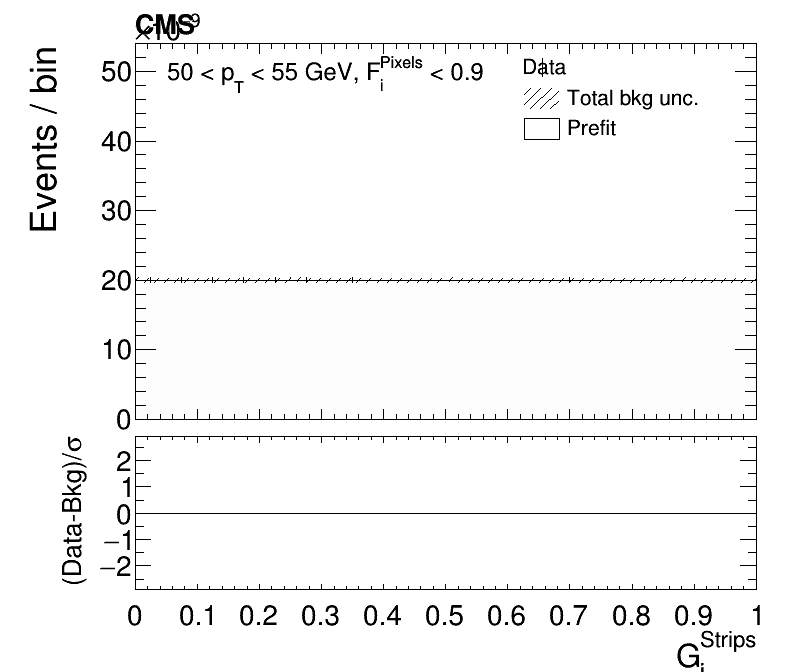 CMS
×10⁻⁹
50 < p_T < 55 GeV, F_i^Pixels < 0.9
Data
Total bkg unc.
Prefit
Events / bin
50
40
30
20
10
0
(Data-Bkg)/σ
2
1
0
−1
−2
0 0.1 0.2 0.3 0.4 0.5 0.6 0.7 0.8 0.9 1
G_i^Strips